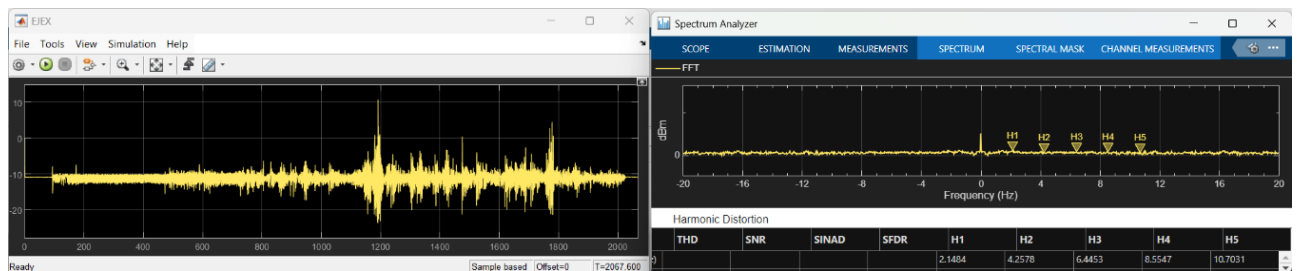 EJEX
File Tools View Simulation Help
10
0
-10
-20
0 200 400 600 800 1000 1200 1400 1600 1800 2000
Ready
Sample based Offset=0 T=2067.600
Spectrum Analyzer
SCOPE ESTIMATION MEASUREMENTS SPECTRUM SPECTRAL MASK CHANNEL MEASUREMENTS
FFT
dBm
0
H1 H2 H3 H4 H5
-20 -16 -12 -8 -4 0 4 8 12 16 20
Frequency (Hz)
Harmonic Distortion
THD SNR SINAD SFDR H1 H2 H3 H4 H5
2.1484 4.2578 6.4453 8.5547 10.7031